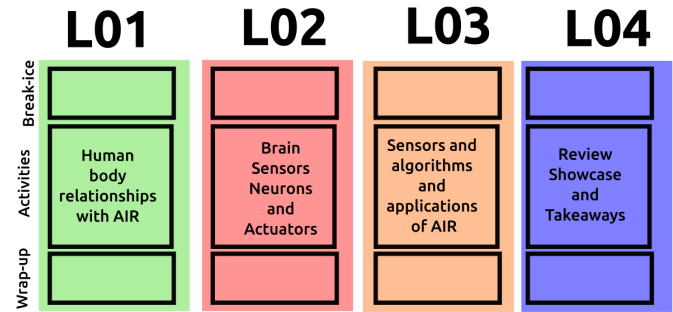 L01
L02
L03
L04
Break-ice
Activities
Wrap-up
Human
body
relationships
with AIR
Brain
Sensors
Neurons
and
Actuators
Sensors and
algorithms
and
applications
of AIR
Review
Showcase
and
Takeaways